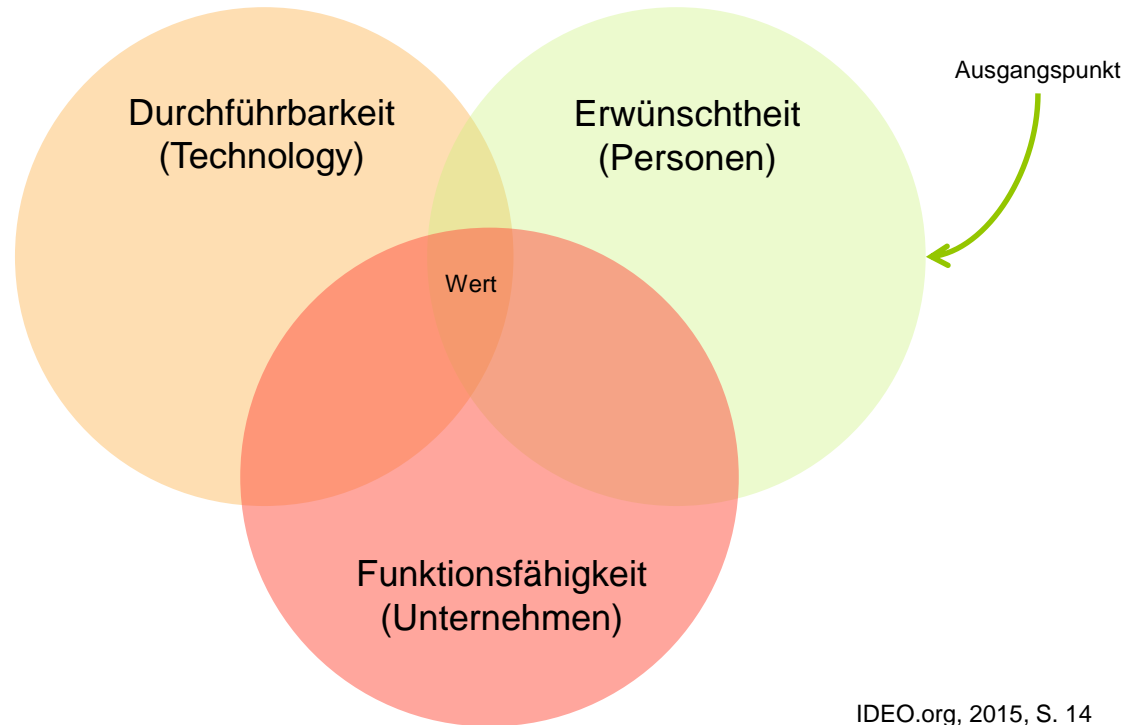 Ausgangspunkt
Durchführbarkeit
(Technology)
Erwünschtheit
(Personen)
Wert
Funktionsfähigkeit
(Unternehmen)
IDEO.org, 2015, S. 14